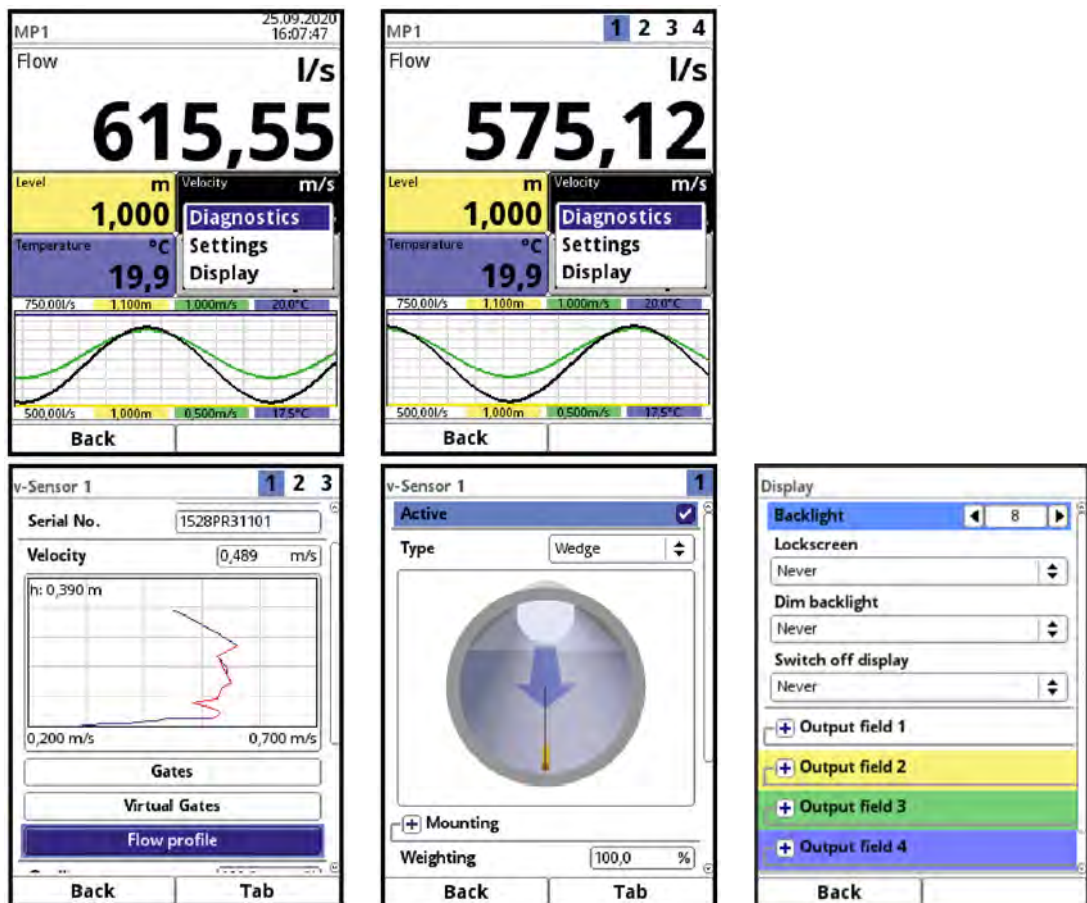 MP1
25.09.2020
16:07:47
Flow
l/s
615,55
Level m
1,000
Velocity m/s
Temperature °C
19,9
Diagnostics
Settings
Display
750,00l/s 1,100m 1,000m/s 20,0°C
500,00l/s 1,000m 0,500m/s 17,5°C
Back
MP1
1 2 3 4
Flow
l/s
575,12
Level m
1,000
Velocity m/s
Temperature °C
19,9
Diagnostics
Settings
Display
750,00l/s 1,100m 1,000m/s 20,0°C
500,00l/s 1,000m 0,500m/s 17,5°C
Back
v-Sensor 1
1 2 3
Serial No. 1528PR31101
Velocity 0,489 m/s
h: 0,390 m
0,200 m/s 0,700 m/s
Gates
Virtual Gates
Flow profile
Back Tab
v-Sensor 1
1
Active
Type Wedge
Mounting
Weighting 100,0 %
Back Tab
Display
Backlight 8
Lockscreen
Never
Dim backlight
Never
Switch off display
Never
Output field 1
Output field 2
Output field 3
Output field 4
Back